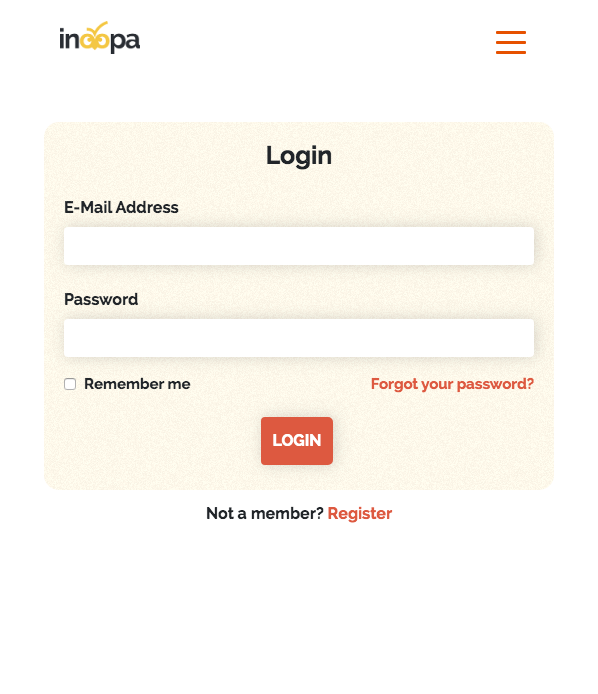 inoopa
Login
E-Mail Address
Password
Remember me
Forgot your password?
LOGIN
Not a member? Register